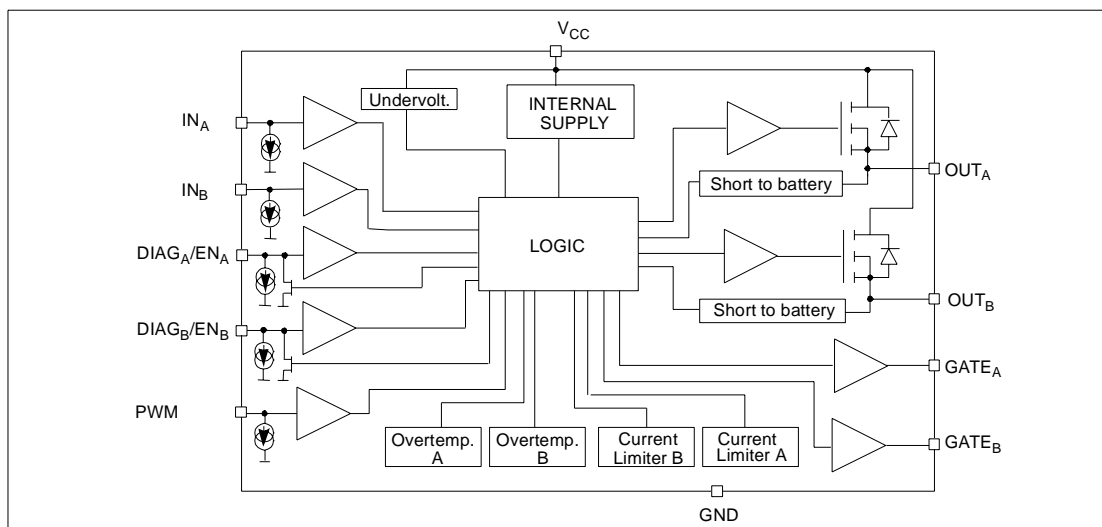 VCC
Undervolt.
INTERNAL
SUPPLY
INA
INB
DIAGA/ENA
DIAGB/ENB
PWM
LOGIC
Short to battery
OUTA
Short to battery
OUTB
GATEA
GATEB
Overtemp.
A
Overtemp.
B
Current
Limiter B
Current
Limiter A
GND